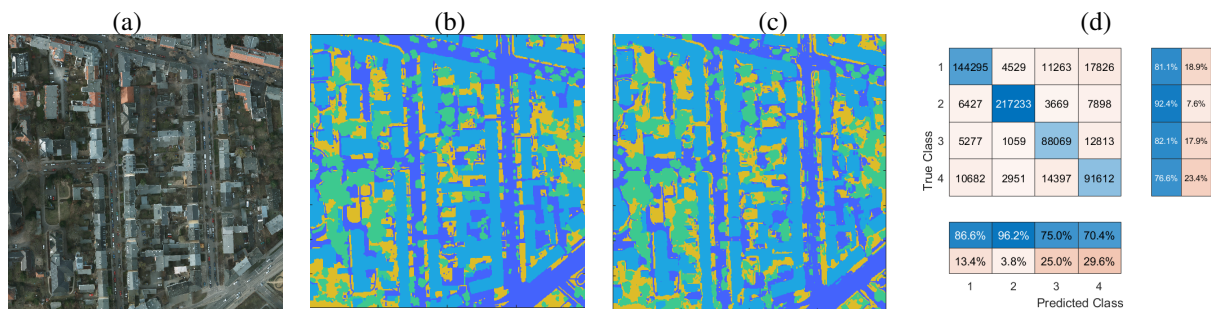 (a) (b) (c) (d)
1 144295 4529 11263 17826 81.1% 18.9%
2 6427 217233 3669 7898 92.4% 7.6%
3 5277 1059 88069 12813 82.1% 17.9%
4 10682 2951 14397 91612 76.6% 23.4%
True Class
86.6% 96.2% 75.0% 70.4%
13.4% 3.8% 25.0% 29.6%
1 2 3 4
Predicted Class